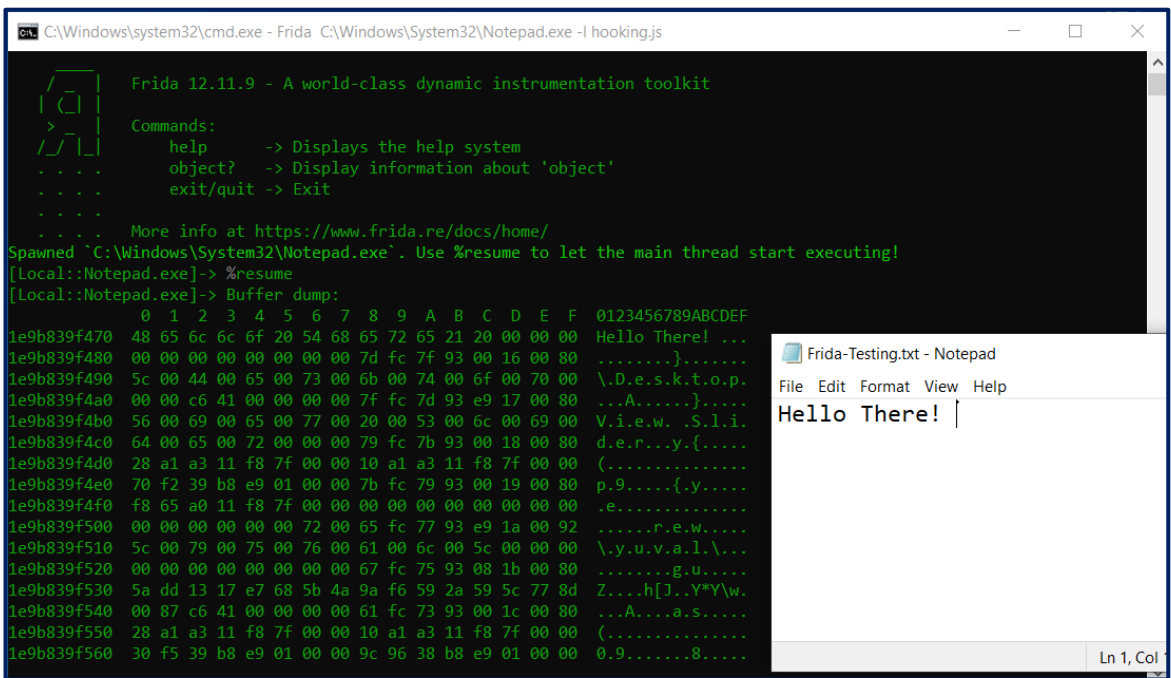 C:\Windows\system32\cmd.exe - Frida  C:\Windows\System32\Notepad.exe -l hooking.js
    ____
   / _  |   Frida 12.11.9 - A world-class dynamic instrumentation toolkit
  | (_| |
   > _  |   Commands:
  /_/ |_|       help      -> Displays the help system
  . . . .       object?   -> Display information about 'object'
  . . . .       exit/quit -> Exit
  . . . .
  . . . .   More info at https://www.frida.re/docs/home/
Spawned `C:\Windows\System32\Notepad.exe`. Use %resume to let the main thread start executing!
[Local::Notepad.exe]-> %resume
[Local::Notepad.exe]-> Buffer dump:
0 1 2 3 4 5 6 7 8 9 A B C D E F 0123456789ABCDEF
1e9b839f470 48 65 6c 6c 6f 20 54 68 65 72 65 21 20 00 00 00 Hello There! ...
1e9b839f480 00 00 00 00 00 00 00 00 7d fc 7f 93 00 16 00 80 ........}.......
1e9b839f490 5c 00 44 00 65 00 73 00 6b 00 74 00 6f 00 70 00 \.D.e.s.k.t.o.p.
1e9b839f4a0 00 00 c6 41 00 00 00 00 7f fc 7d 93 e9 17 00 80 ...A......}.....
1e9b839f4b0 56 00 69 00 65 00 77 00 20 00 53 00 6c 00 69 00 V.i.e.w. .S.l.i.
1e9b839f4c0 64 00 65 00 72 00 00 00 79 fc 7b 93 00 18 00 80 d.e.r...y.{.....
1e9b839f4d0 28 a1 a3 11 f8 7f 00 00 10 a1 a3 11 f8 7f 00 00 (...............
1e9b839f4e0 70 f2 39 b8 e9 01 00 00 7b fc 79 93 00 19 00 80 p.9.....{.y.....
1e9b839f4f0 f8 65 a0 11 f8 7f 00 00 00 00 00 00 00 00 00 00 .e..............
1e9b839f500 00 00 00 00 00 00 72 00 65 fc 77 93 e9 1a 00 92 ......r.e.w.....
1e9b839f510 5c 00 79 00 75 00 76 00 61 00 6c 00 5c 00 00 00 \.y.u.v.a.l.\...
1e9b839f520 00 00 00 00 00 00 00 00 67 fc 75 93 08 1b 00 80 ........g.u.....
1e9b839f530 5a dd 13 17 e7 68 5b 4a 9a f6 59 2a 59 5c 77 8d Z....h[J..Y*Y\w.
1e9b839f540 00 87 c6 41 00 00 00 00 61 fc 73 93 00 1c 00 80 ...A....a.s.....
1e9b839f550 28 a1 a3 11 f8 7f 00 00 10 a1 a3 11 f8 7f 00 00 (...............
1e9b839f560 30 f5 39 b8 e9 01 00 00 9c 96 38 b8 e9 01 00 00 0.9.......8.....
Frida-Testing.txt - Notepad
File Edit Format View Help
Hello There!
Ln 1, Col